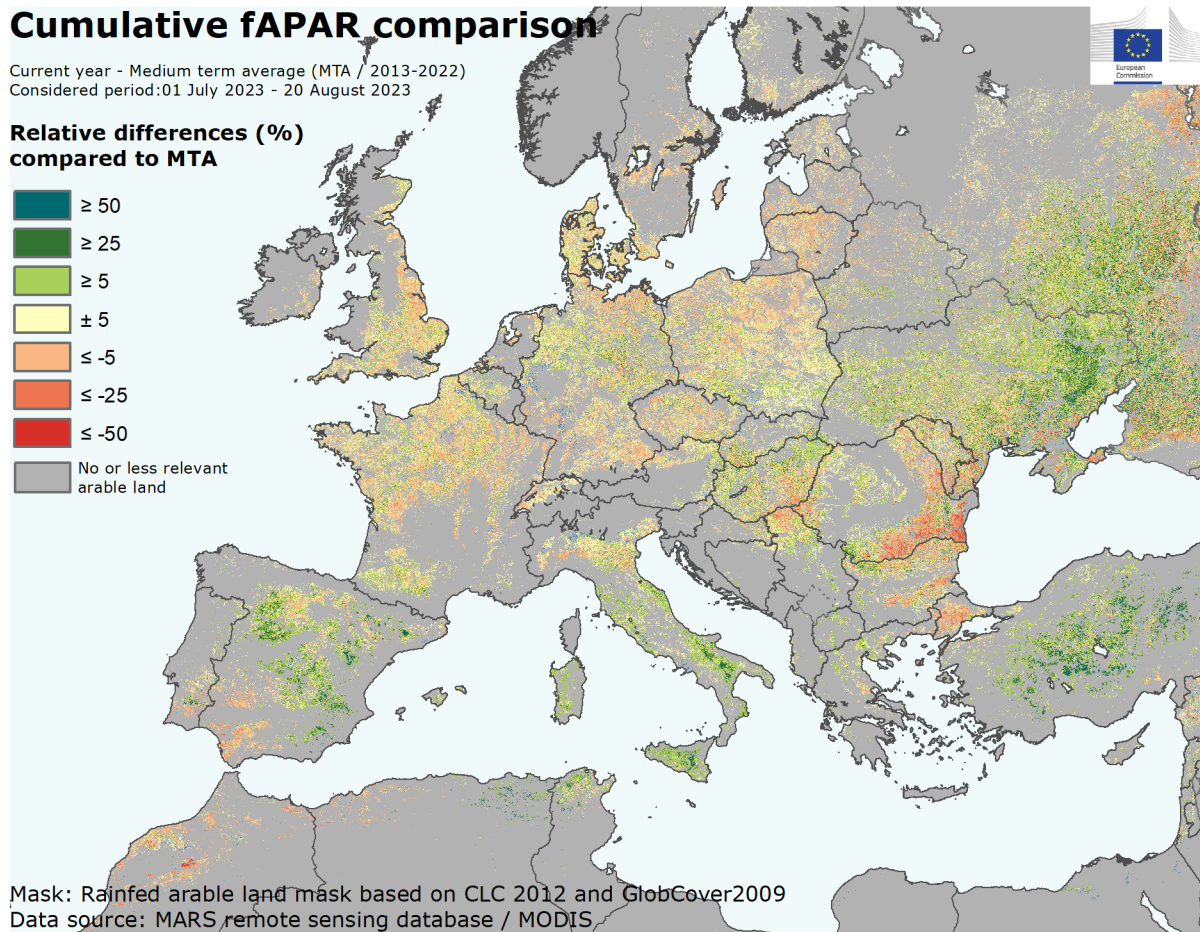 Cumulative fAPAR comparison
Current year - Medium term average (MTA / 2013-2022)
Considered period:01 July 2023 - 20 August 2023
Relative differences (%)
compared to MTA
≥ 50
≥ 25
≥ 5
± 5
≤ -5
≤ -25
≤ -50
No or less relevant
arable land
European
Commission
Mask: Rainfed arable land mask based on CLC 2012 and GlobCover2009
Data source: MARS remote sensing database / MODIS